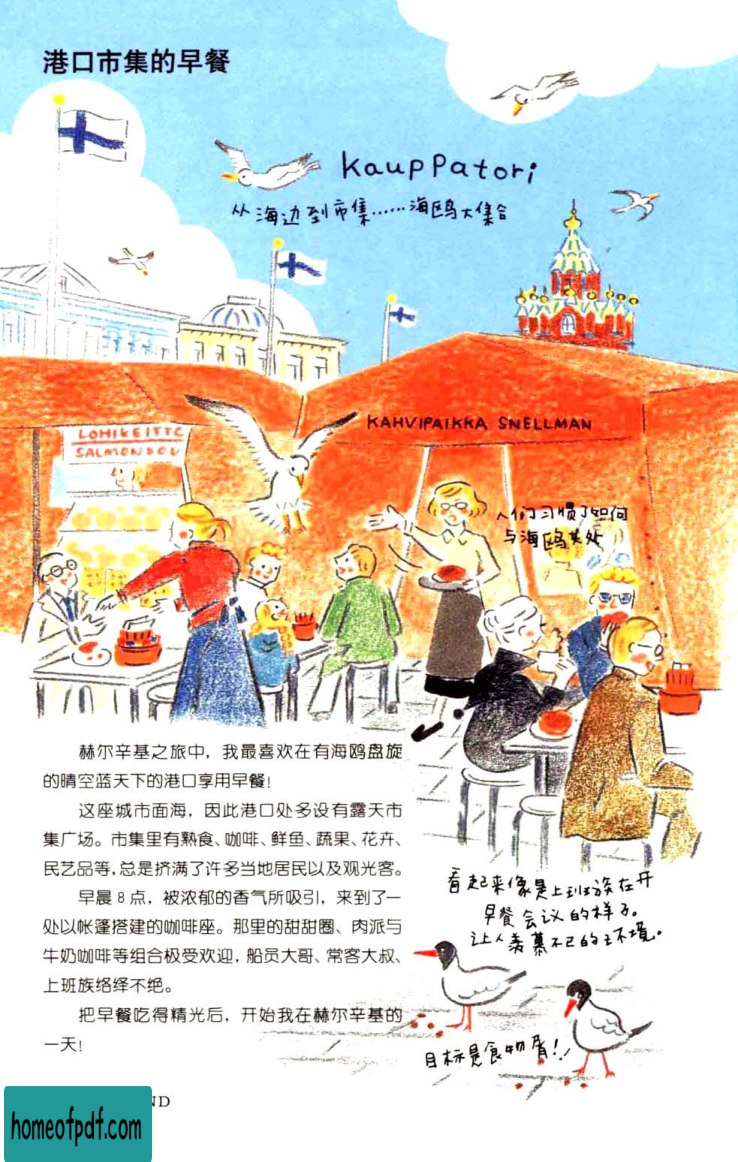 港口市集的早餐
kauppatori
从海边到市集……海鸥大集合
KAHVIPAIKKA SNELLMAN
LOHIKEITTO
SALMON SOU
人们习惯了如何
与海鸥共处
赫尔辛基之旅中，我最喜欢在有海鸥盘旋
的晴空蓝天下的港口享用早餐！
这座城市面海，因此港口处多设有露天市
集广场。市集里有熟食、咖啡、鲜鱼、蔬果、花卉、
民艺品等，总是挤满了许多当地居民以及观光客。
早晨8点，被浓郁的香气所吸引，来到了一
处以帐篷搭建的咖啡座。那里的甜甜圈、肉派与
牛奶咖啡等组合极受欢迎，船员大哥、常客大叔、
上班族络绎不绝。
把早餐吃得精光后，开始我在赫尔辛基的
一天！
看起来像是上班族在开
早餐会议的样子。
让人羡慕不已的环境。
目标是食物屑！！
ND
homeofpdf.com